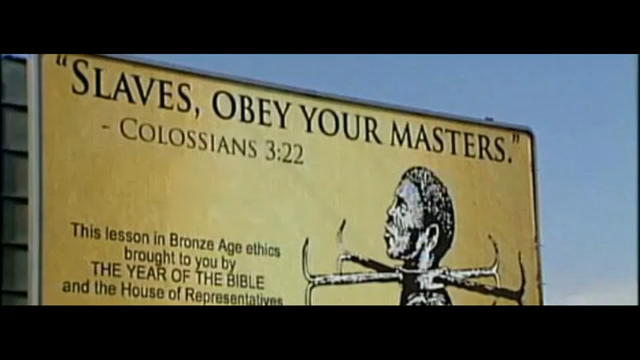 "SLAVES, OBEY YOUR MASTERS."
- COLOSSIANS 3:22
This lesson in Bronze Age ethics
brought to you by
THE YEAR OF THE BIBLE
and the House of Representatives